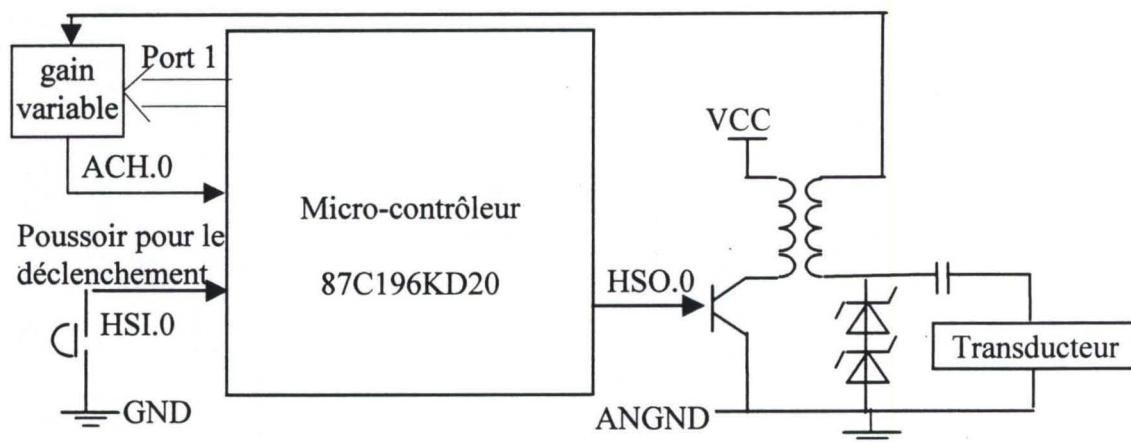 gain
variable
Port 1
ACH.0
Poussoir pour le
déclenchement
HSI.0
GND
Micro-contrôleur
87C196KD20
HSO.0
VCC
Transducteur
ANGND